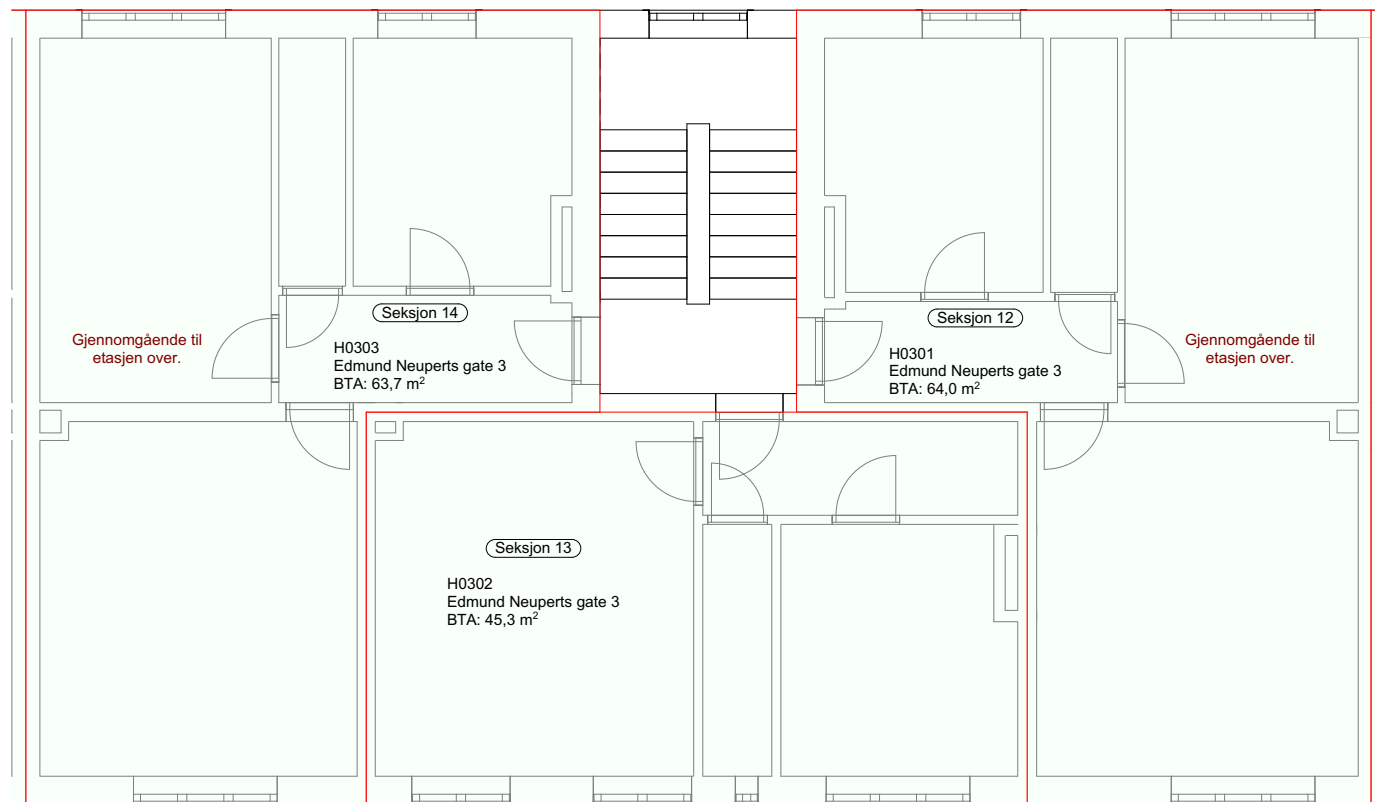 Seksjon 14
H0303
Edmund Neuperts gate 3
BTA: 63,7 m²
Gjennomgående til
etasjen over.
Seksjon 12
H0301
Edmund Neuperts gate 3
BTA: 64,0 m²
Gjennomgående til
etasjen over.
Seksjon 13
H0302
Edmund Neuperts gate 3
BTA: 45,3 m²